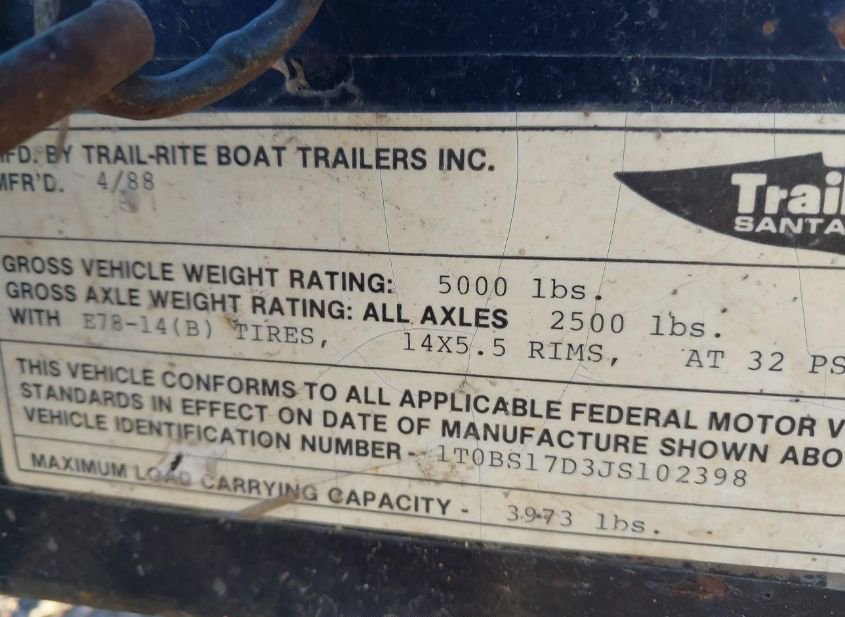 MFD. BY TRAIL-RITE BOAT TRAILERS INC.
MFR'D. 4/88
Trail
SANTA
GROSS VEHICLE WEIGHT RATING: 5000 lbs.
GROSS AXLE WEIGHT RATING: ALL AXLES 2500 lbs.
WITH E78-14(B) TIRES, 14X5.5 RIMS, AT 32 PS
THIS VEHICLE CONFORMS TO ALL APPLICABLE FEDERAL MOTOR V
STANDARDS IN EFFECT ON DATE OF MANUFACTURE SHOWN ABO
VEHICLE IDENTIFICATION NUMBER - 1T0BS17D3JS102398
MAXIMUM LOAD CARRYING CAPACITY - 3973 lbs.